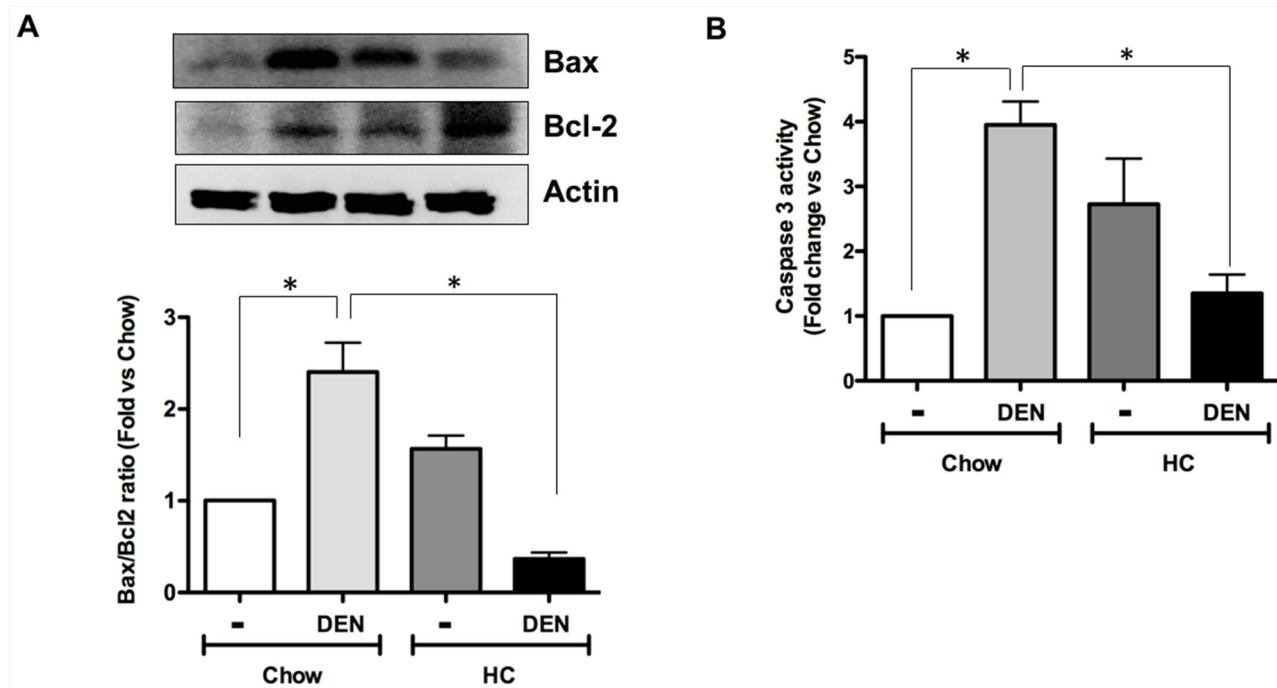 A
Bax
Bcl-2
Actin
*
*
Bax/Bcl2 ratio (Fold vs Chow)
3
2
1
0
-
DEN
-
DEN
Chow
HC
B
*
*
Caspase 3 activity
(Fold change vs Chow)
5
4
3
2
1
0
-
DEN
-
DEN
Chow
HC